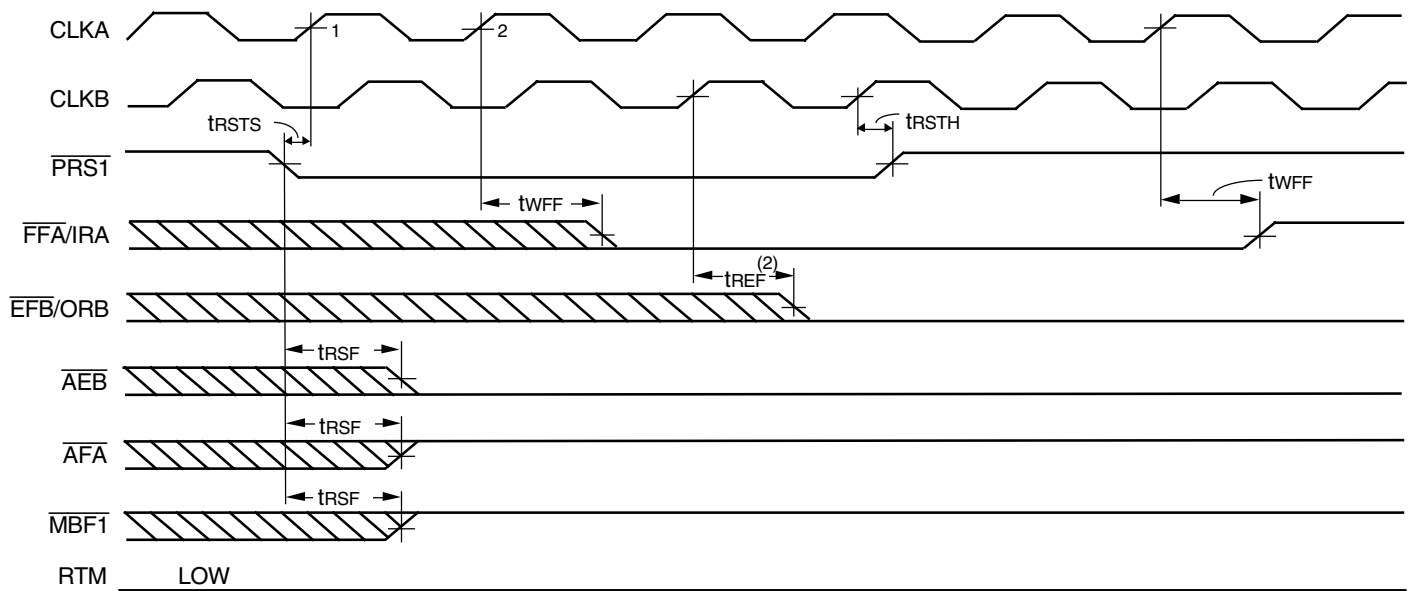 CLKA
1
2
CLKB
tRSTS
tRSTH
PRS1
tWFF
tWFF
FFA/IRA
(2)
tREF
EFB/ORB
tRSF
AEB
tRSF
AFA
tRSF
MBF1
RTM
LOW